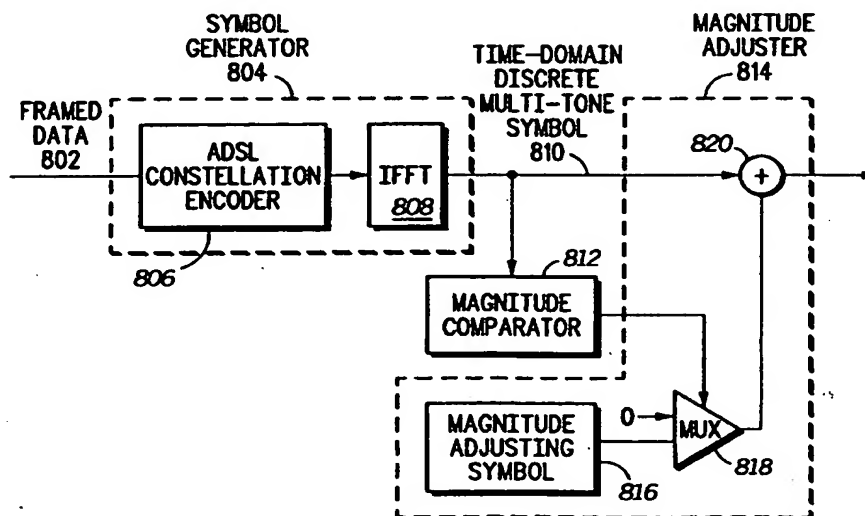 SYMBOL
GENERATOR
804
TIME-DOMAIN
DISCRETE
MULTI-TONE
SYMBOL
810
MAGNITUDE
ADJUSTER
814
FRAMED
DATA
802
ADSL
CONSTELLATION
ENCODER
806
IFFT
808
820
+
812
MAGNITUDE
COMPARATOR
MAGNITUDE
ADJUSTING
SYMBOL
816
0
MUX
818